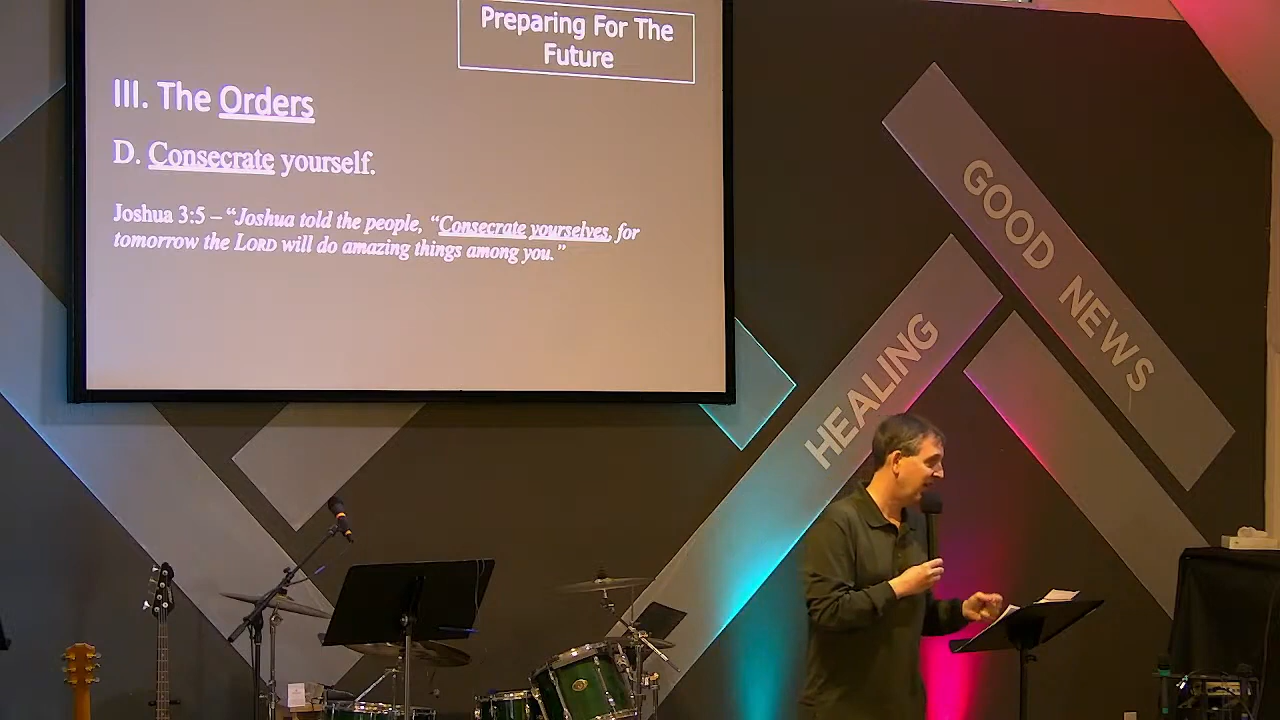 Preparing For The
Future
III. The Orders
D. Consecrate yourself.
Joshua 3:5 – “Joshua told the people, “Consecrate yourselves, for
tomorrow the LORD will do amazing things among you.”
GOOD NEWS
HEALING